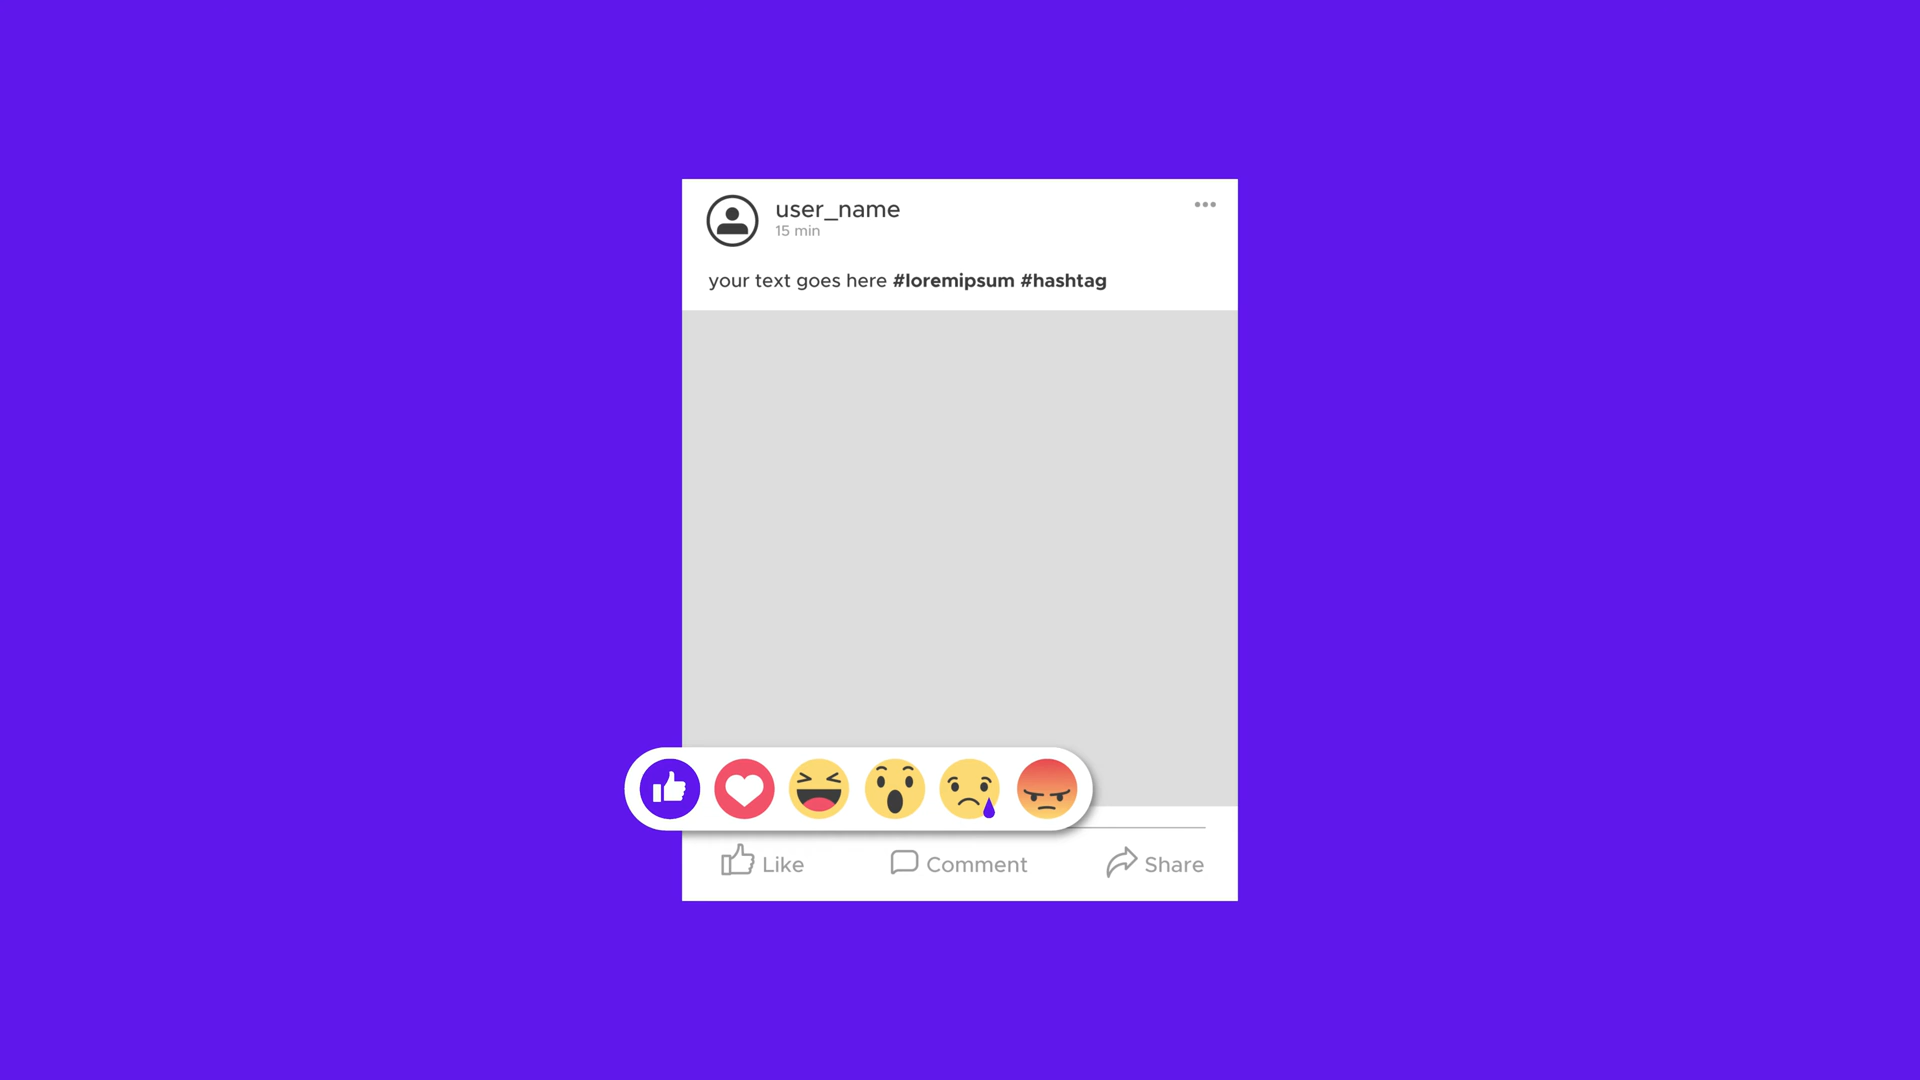 user_name
15 min
your text goes here #loremipsum #hashtag
Like
Comment
Share